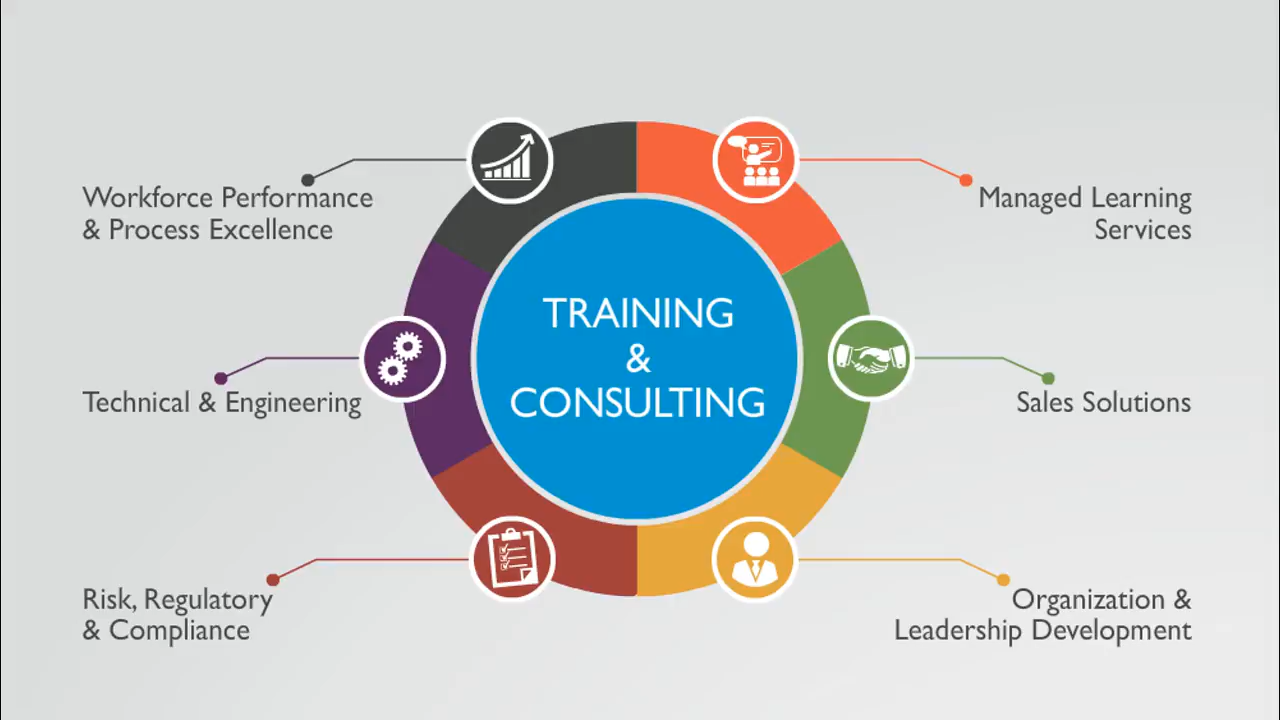 Workforce Performance
& Process Excellence
Managed Learning
Services
TRAINING
&
CONSULTING
Technical & Engineering
Sales Solutions
Risk, Regulatory
& Compliance
Organization &
Leadership Development